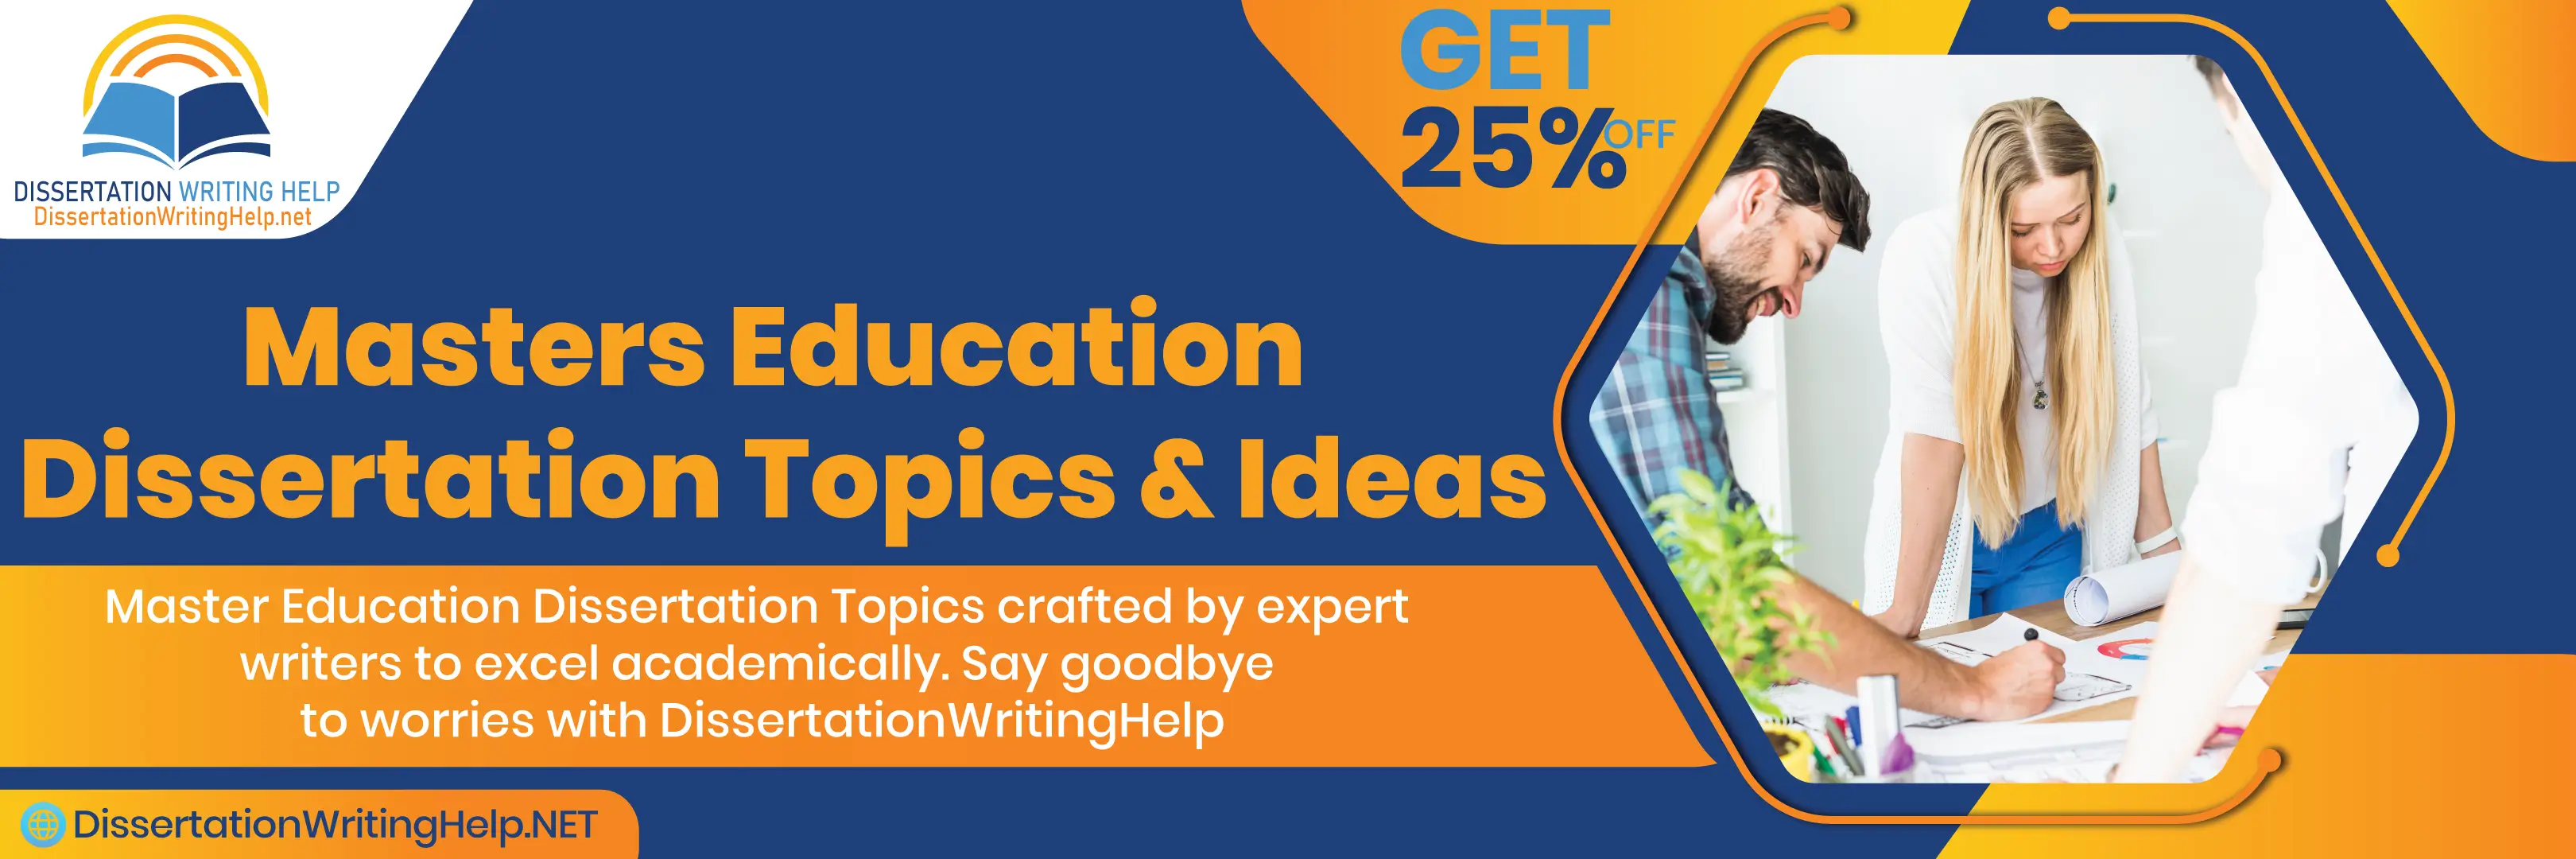 DISSERTATION WRITING HELP
DissertationWritingHelp.net
GET
25% OFF
Masters Education
Dissertation Topics & Ideas
Master Education Dissertation Topics crafted by expert
writers to excel academically. Say goodbye
to worries with DissertationWritingHelp
DissertationWritingHelp.NET